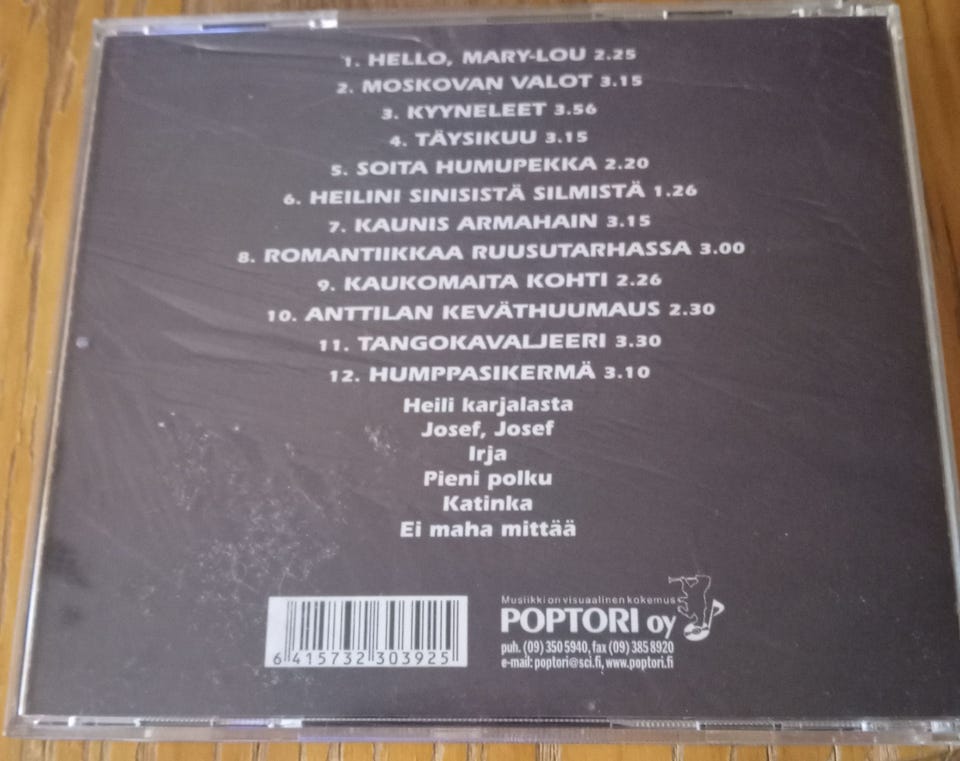 1. HELLO, MARY-LOU 2.25
2. MOSKOVAN VALOT 3.15
3. KYYNELEET 3.56
4. TÄYSIKUU 3.15
5. SOITA HUMUPEKKA 2.20
6. HEILINI SINISISTÄ SILMISTÄ 1.26
7. KAUNIS ARMAHAIN 3.15
8. ROMANTIIKKAA RUUSUTARHASSA 3.00
9. KAUKOMAITA KOHTI 2.26
10. ANTTILAN KEVÄTHUUMAUS 2.30
11. TANGOKAVALJEERI 3.30
12. HUMPPASIKERMÄ 3.10
Heili karjalasta
Josef, Josef
Irja
Pieni polku
Katinka
Ei maha mittää
Musiikki on visuaalinen kokemus
POPTORI oy
puh. (09) 350 5940, fax (09) 385 8920
e-mail: poptori@sci.fi, www.poptori.fi
6 415732 303925